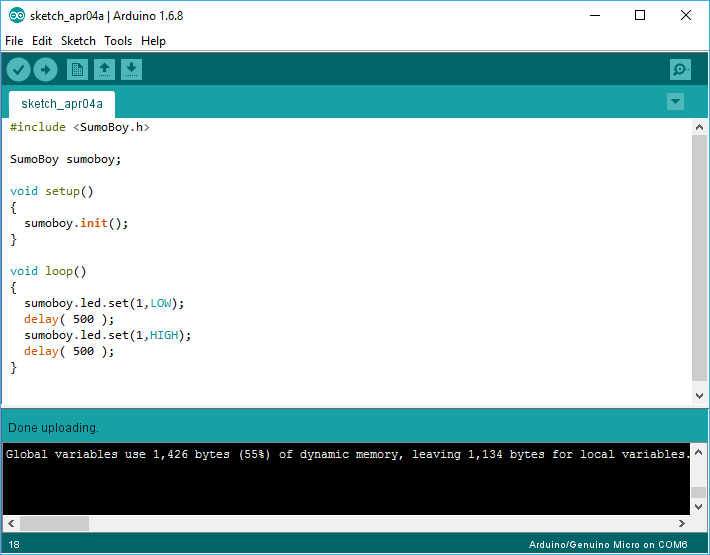 sketch_apr04a | Arduino 1.6.8
File Edit Sketch Tools Help
sketch_apr04a
#include <SumoBoy.h>
SumoBoy sumoboy;
void setup()
{
  sumoboy.init();
}
void loop()
{
  sumoboy.led.set(1,LOW);
  delay( 500 );
  sumoboy.led.set(1,HIGH);
  delay( 500 );
}
Done uploading.
Global variables use 1,426 bytes (55%) of dynamic memory, leaving 1,134 bytes for local variables.
18 Arduino/Genuino Micro on COM6